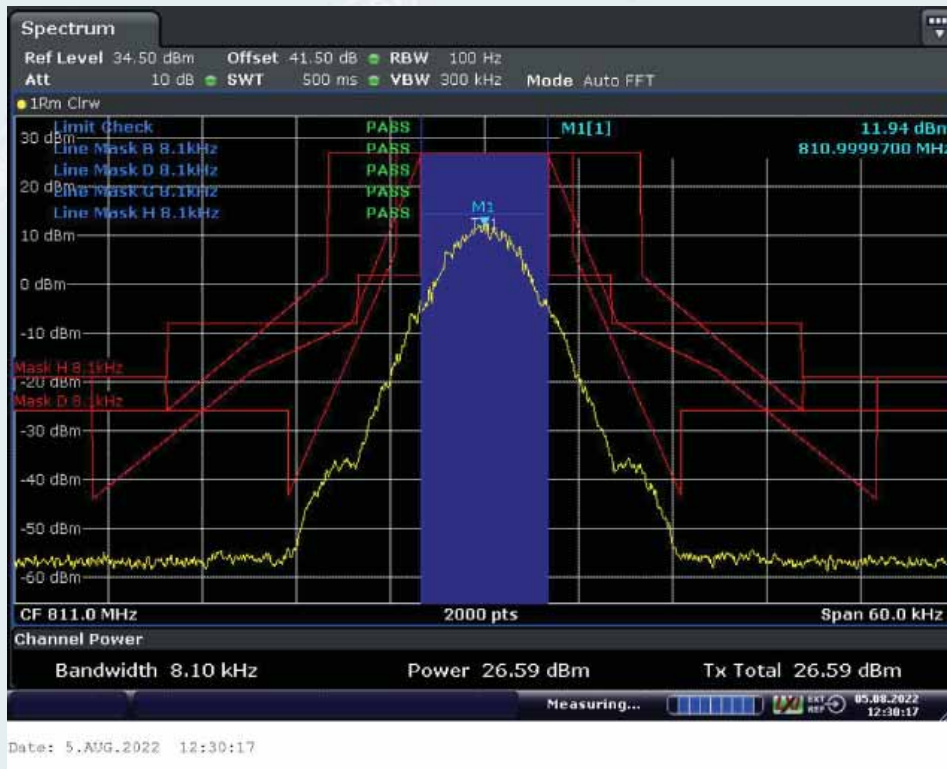 Spectrum
Ref Level 34.50 dBm Offset 41.50 dB RBW 100 Hz
Att 10 dB SWT 500 ms VBW 300 kHz Mode Auto FFT
1Rm Clrw
Limit Check PASS M1[1] 11.94 dBm
30 dBm
Line Mask B 8.1kHz PASS 810.9999700 MHz
Line Mask D 8.1kHz PASS
20 dBm
Line Mask G 8.1kHz PASS
Line Mask H 8.1kHz PASS
M1
10 dBm
0 dBm
-10 dBm
Mask H 8.1kHz
-20 dBm
Mask D 8.1kHz
-30 dBm
-40 dBm
-50 dBm
-60 dBm
CF 811.0 MHz 2000 pts Span 60.0 kHz
Channel Power
Bandwidth 8.10 kHz Power 26.59 dBm Tx Total 26.59 dBm
Measuring... EXT REF 05.08.2022
12:30:17
Date: 5.AUG.2022 12:30:17